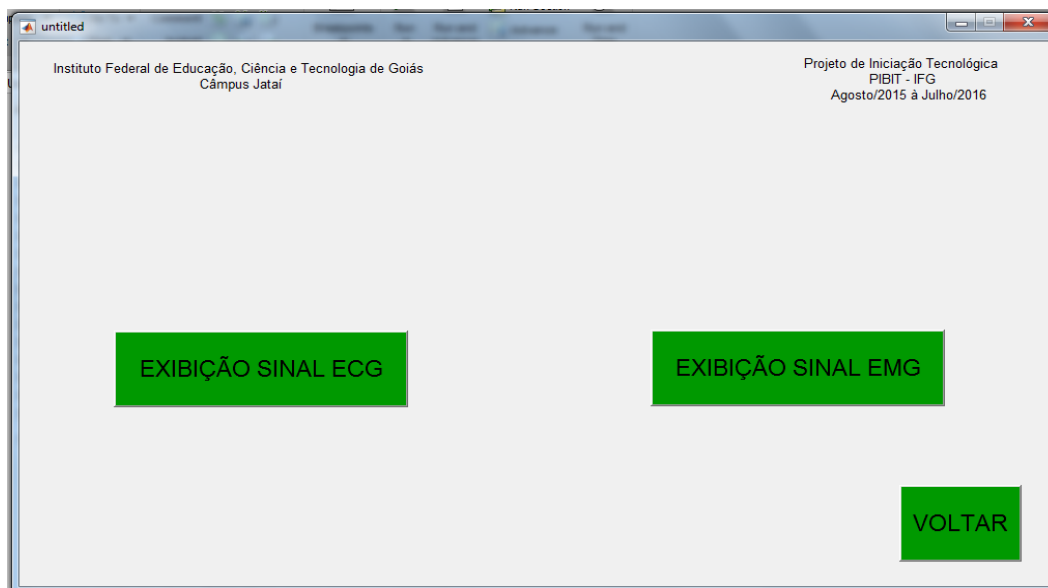 untitled
Instituto Federal de Educação, Ciência e Tecnologia de Goiás
Câmpus Jataí
Projeto de Iniciação Tecnológica
PIBIT - IFG
Agosto/2015 à Julho/2016
EXIBIÇÃO SINAL ECG
EXIBIÇÃO SINAL EMG
VOLTAR